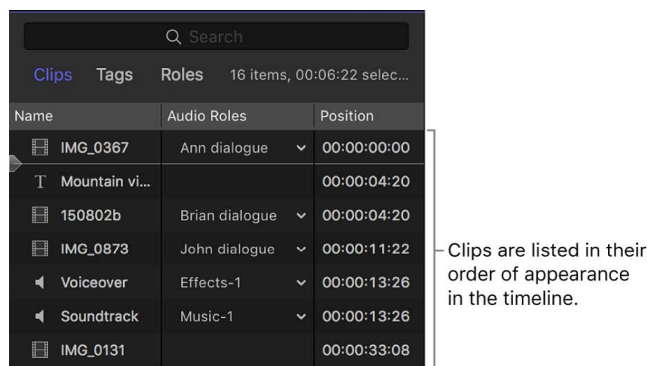 Search
Clips Tags Roles 16 items, 00:06:22 selec...
Name Audio Roles Position
IMG_0367 Ann dialogue 00:00:00:00
T Mountain vi... 00:00:04:20
150802b Brian dialogue 00:00:04:20
IMG_0873 John dialogue 00:00:11:22
Voiceover Effects-1 00:00:13:26
Soundtrack Music-1 00:00:13:26
IMG_0131 00:00:33:08
Clips are listed in their
order of appearance
in the timeline.